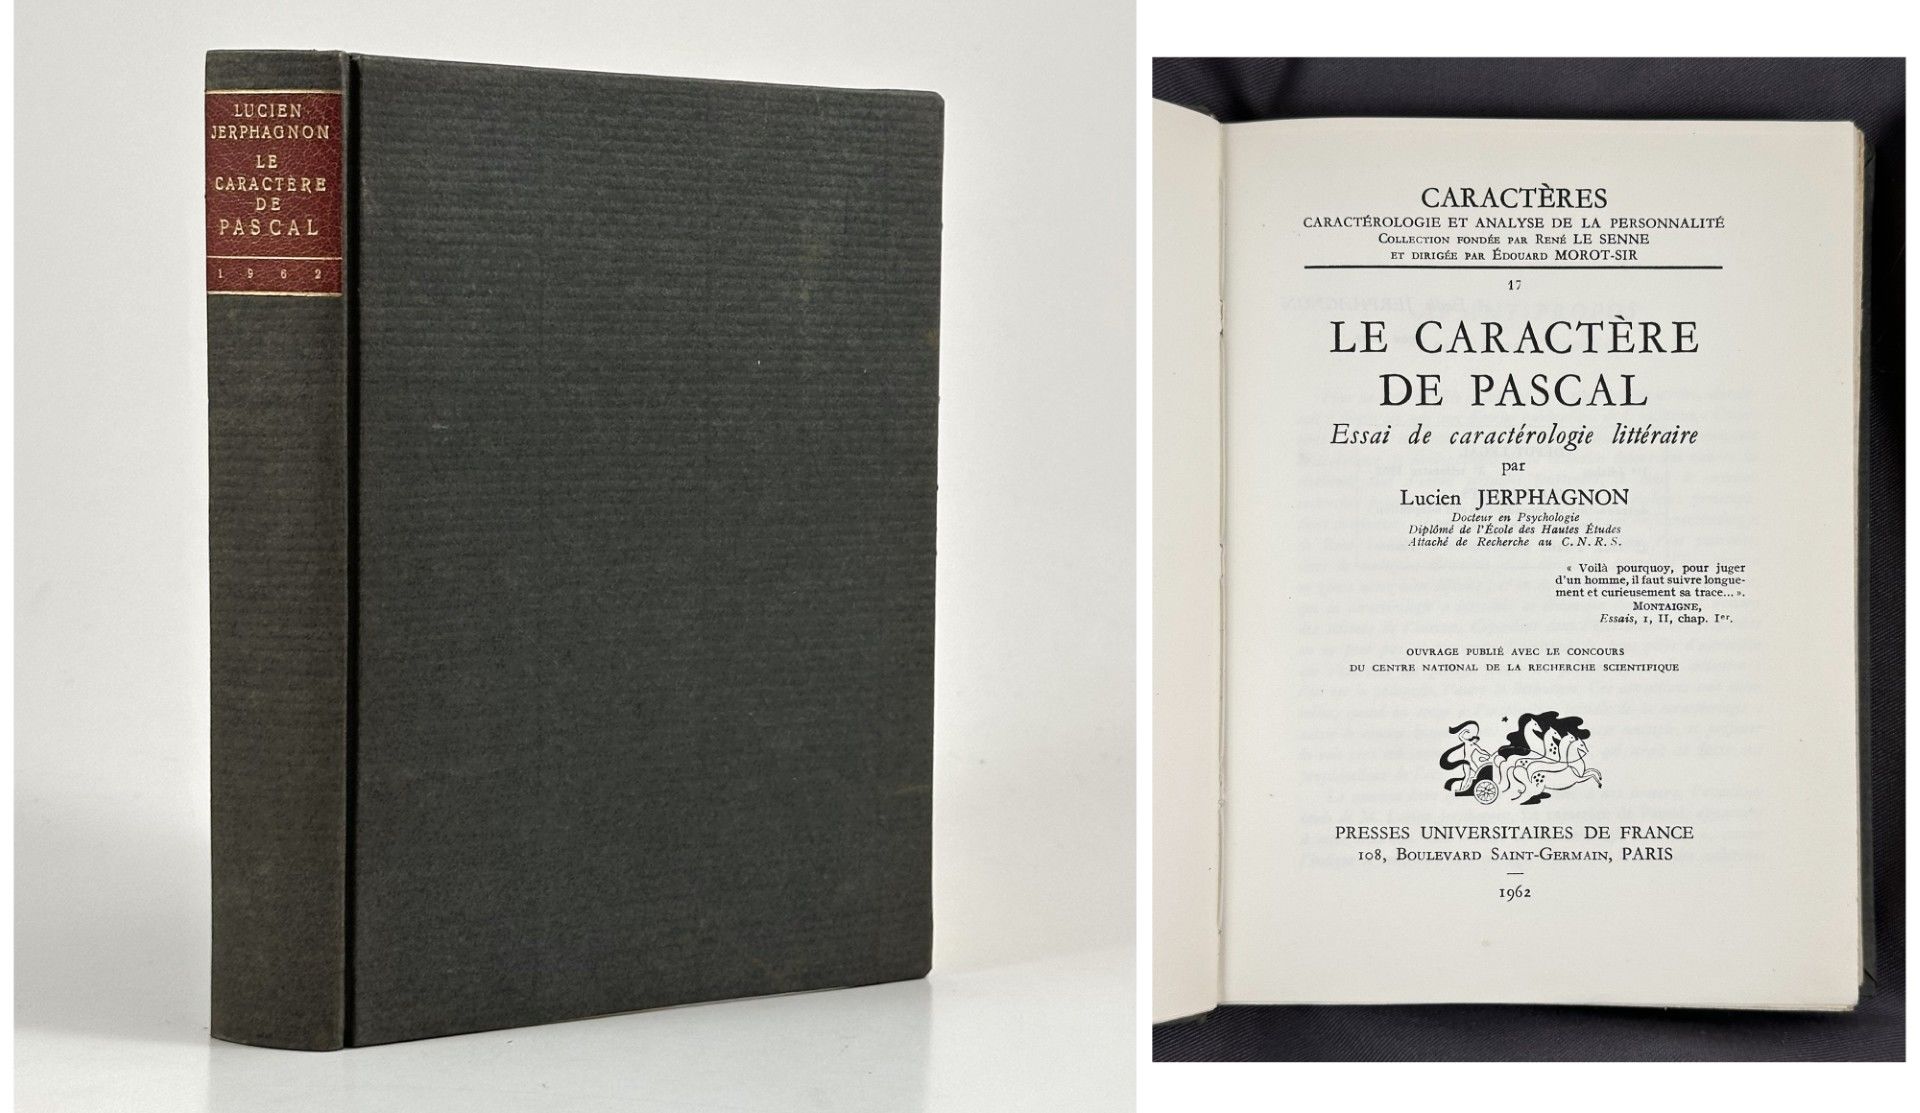 LUCIEN
JERPHAGNON
LE
CARACTÈRE
DE
PASCAL
1962
CARACTÈRES
CARACTÉROLOGIE ET ANALYSE DE LA PERSONNALITÉ
COLLECTION FONDÉE PAR RENÉ LE SENNE
ET DIRIGÉE PAR ÉDOUARD MOROT-SIR
17
LE CARACTÈRE
DE PASCAL
Essai de caractérologie littéraire
par
Lucien JERPHAGNON
Docteur en Psychologie
Diplômé de l'École des Hautes Études
Attaché de Recherche au C. N. R. S.
« Voilà pourquoy, pour juger
d'un homme, il faut suivre longue-
ment et curieusement sa trace... ».
MONTAIGNE,
Essais, I, II, chap. Ier.
OUVRAGE PUBLIÉ AVEC LE CONCOURS
DU CENTRE NATIONAL DE LA RECHERCHE SCIENTIFIQUE
PRESSES UNIVERSITAIRES DE FRANCE
108, BOULEVARD SAINT-GERMAIN, PARIS
1962